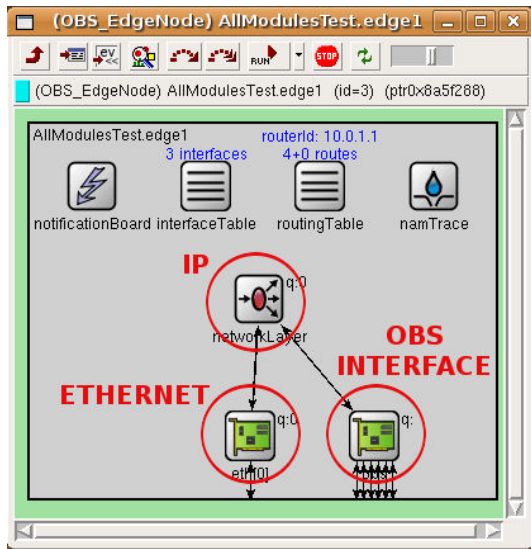 (OBS_EdgeNode) AllModulesTest.edge1
EV
RUN
STOP
(OBS_EdgeNode) AllModulesTest.edge1 (id=3) (ptr0x8a5f288)
AllModulesTest.edge1
routerId: 10.0.1.1
3 interfaces
4+0 routes
notificationBoard
interfaceTable
routingTable
namTrace
IP
q:0
networkLayer
OBS
INTERFACE
ETHERNET
q:0
q:
eth[0]